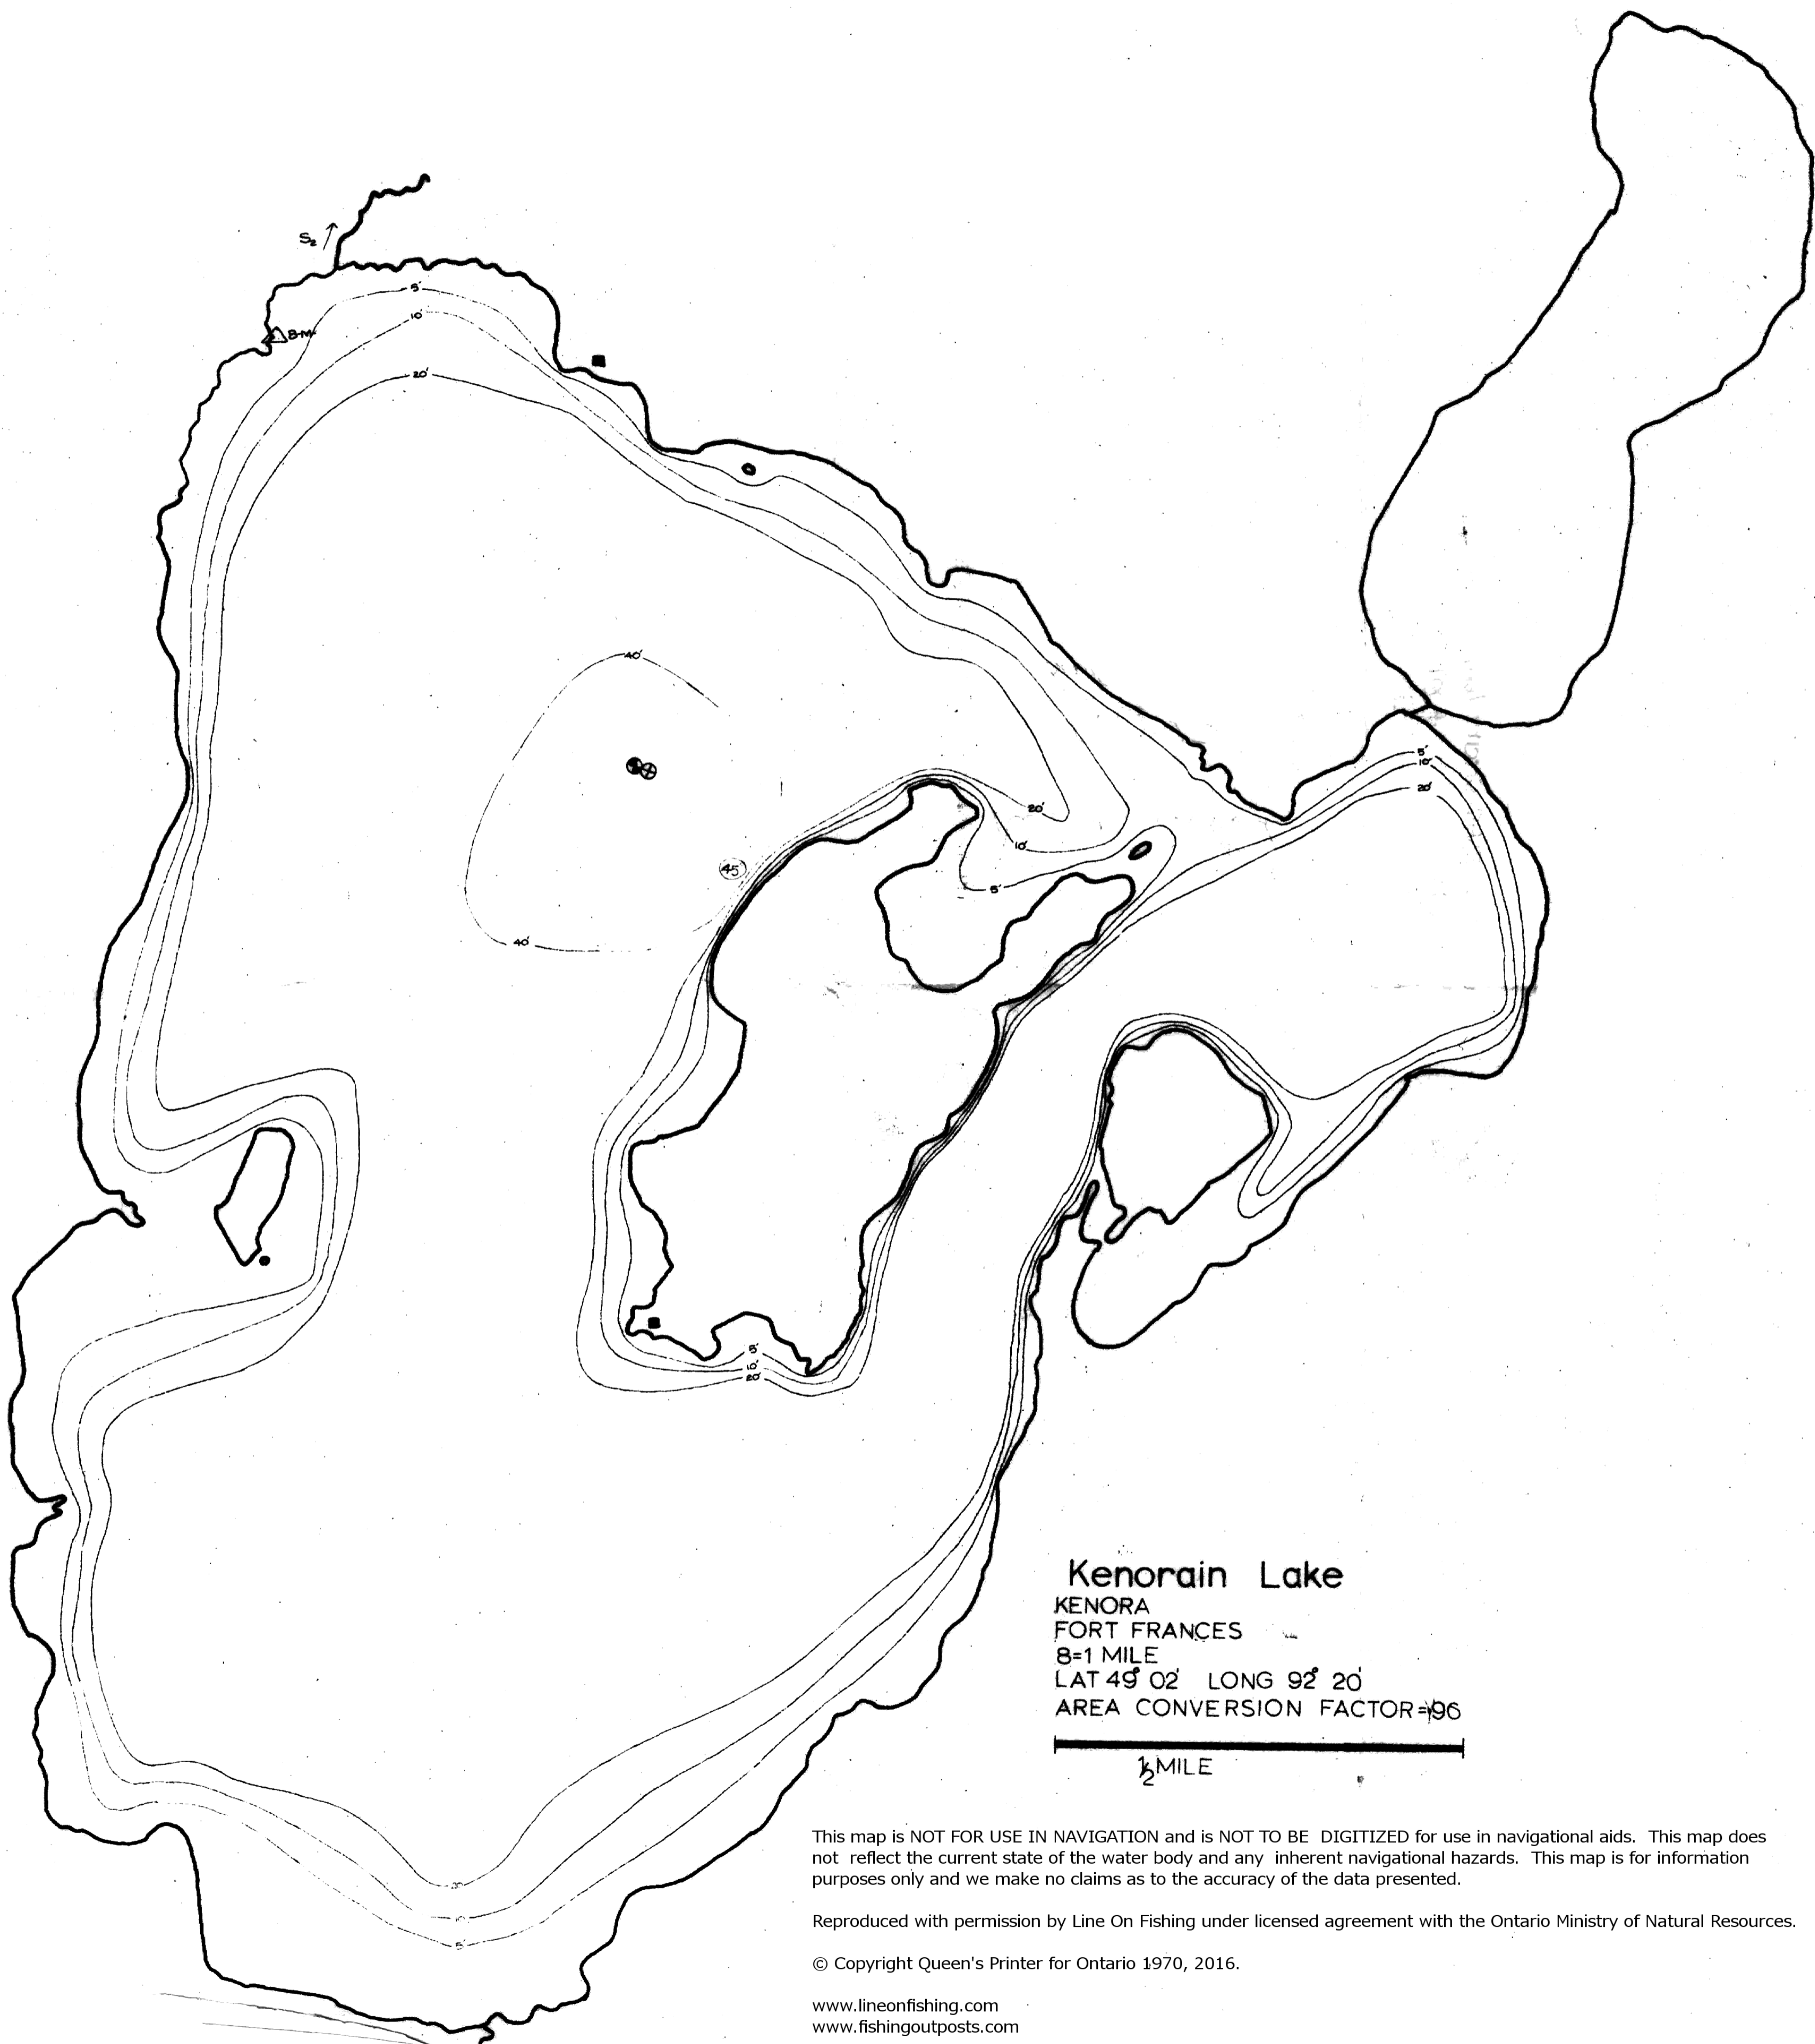 S2
5'
B.M.
10'
20'
40'
5'
10'
20'
20'
10'
45
5'
40'
5'
10'
20'
Kenorain Lake
KENORA
FORT FRANCES
8=1 MILE
LAT 49° 02' LONG 92° 20'
AREA CONVERSION FACTOR=196
½ MILE
This map is NOT FOR USE IN NAVIGATION and is NOT TO BE DIGITIZED for use in navigational aids. This map does
not reflect the current state of the water body and any inherent navigational hazards. This map is for information
purposes only and we make no claims as to the accuracy of the data presented.
10'
Reproduced with permission by Line On Fishing under licensed agreement with the Ontario Ministry of Natural Resources.
5'
© Copyright Queen's Printer for Ontario 1970, 2016.
www.lineonfishing.com
www.fishingoutposts.com